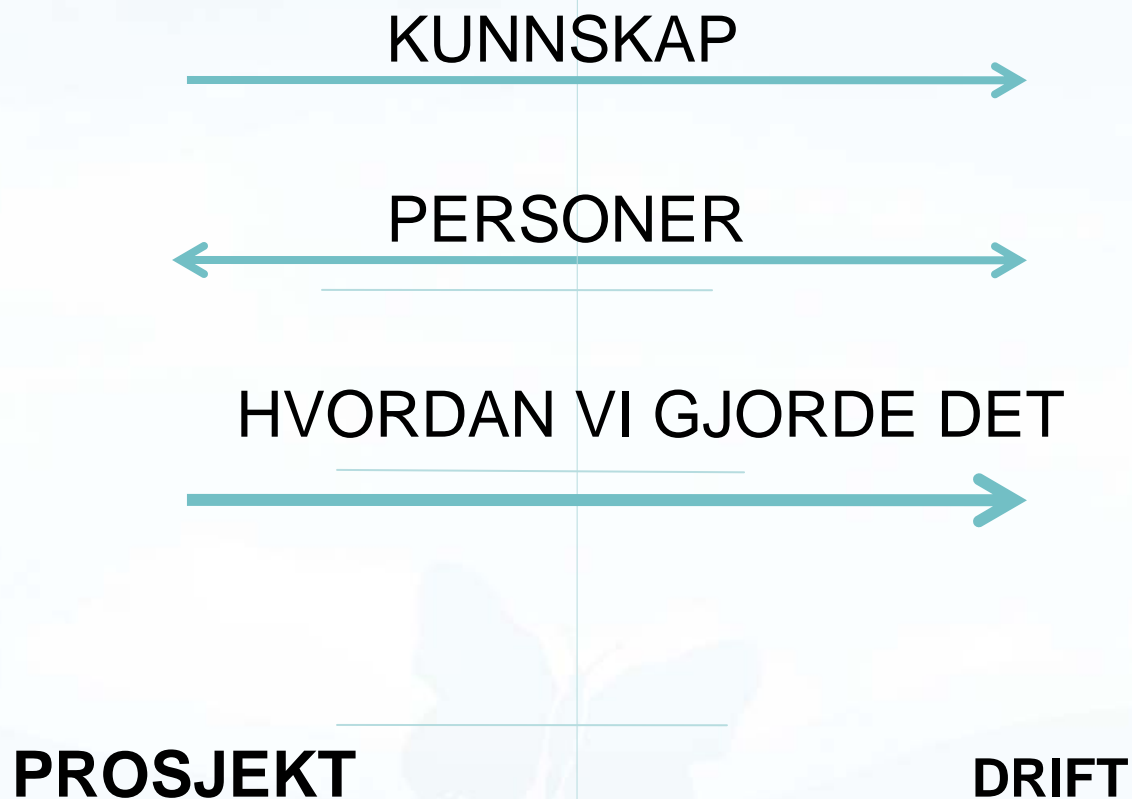 KUNNSKAP
PERSONER
HVORDAN VI GJORDE DET
PROSJEKT
DRIFT